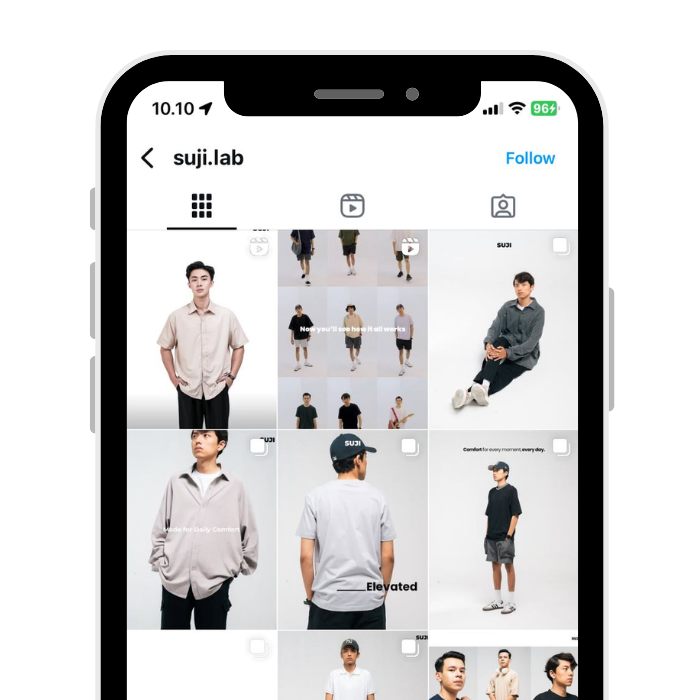 10.10
96
suji.lab
Follow
SUJI
Now you'll see how it all works
SUJI
SUJI
Made for Daily Comfort
SUJI
Elevated
Comfort for every moment, every day.
SUJI